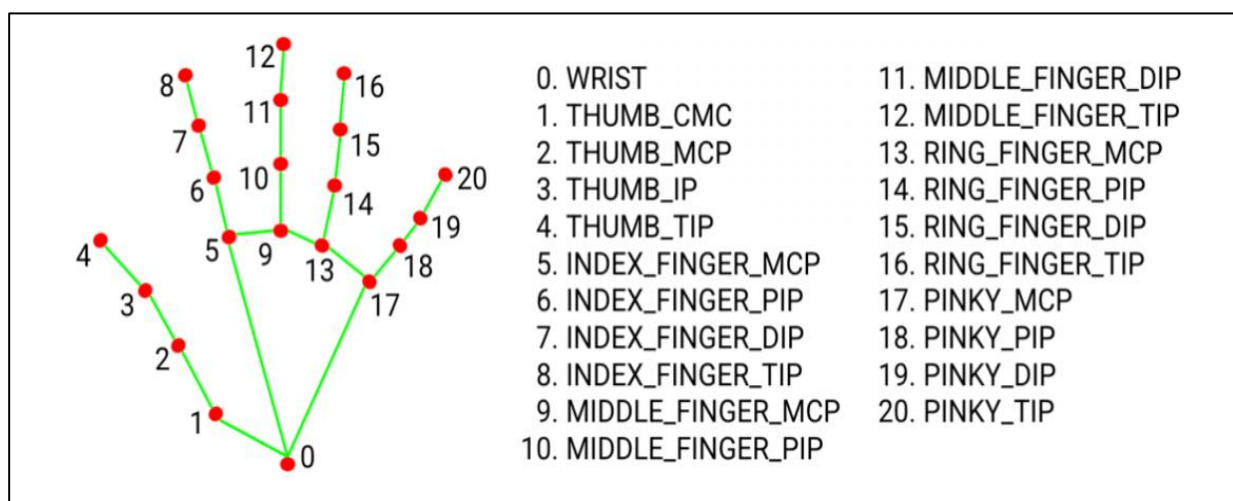 12
8
16
11
7
15
10
20
6
14
19
4
5
9
13
18
3
17
2
1
0
0. WRIST
1. THUMB_CMC
2. THUMB_MCP
3. THUMB_IP
4. THUMB_TIP
5. INDEX_FINGER_MCP
6. INDEX_FINGER_PIP
7. INDEX_FINGER_DIP
8. INDEX_FINGER_TIP
9. MIDDLE_FINGER_MCP
10. MIDDLE_FINGER_PIP
11. MIDDLE_FINGER_DIP
12. MIDDLE_FINGER_TIP
13. RING_FINGER_MCP
14. RING_FINGER_PIP
15. RING_FINGER_DIP
16. RING_FINGER_TIP
17. PINKY_MCP
18. PINKY_PIP
19. PINKY_DIP
20. PINKY_TIP